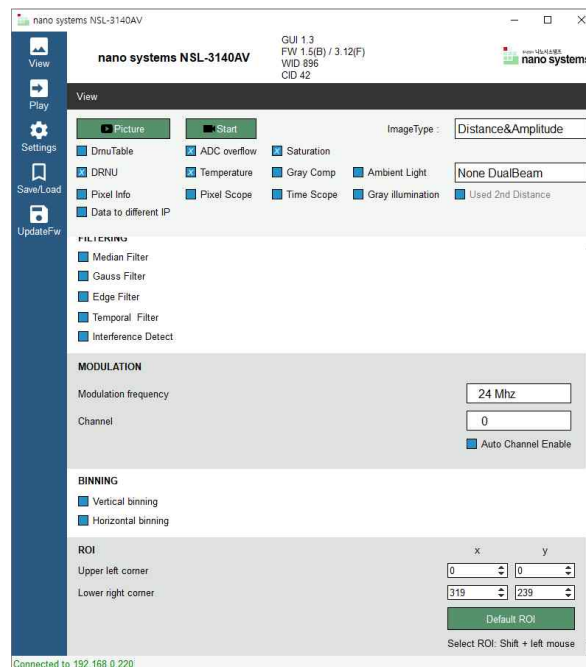 nano systems NSL-3140AV
View
Play
Settings
Save/Load
UpdateFw
nano systems NSL-3140AV
GUI 1.3
FW 1.5(B) / 3.12(F)
WID 896
CID 42
nano systems
View
Picture Start ImageType : Distance&Amplitude
DmuTable ADC overflow Saturation
DRNU Temperature Gray Comp Ambient Light None DualBeam
Pixel Info Pixel Scope Time Scope Gray illumination Used 2nd Distance
Data to different IP
FILTERING
Median Filter
Gauss Filter
Edge Filter
Temporal Filter
Interference Detect
MODULATION
Modulation frequency 24 Mhz
Channel 0
Auto Channel Enable
BINNING
Vertical binning
Horizontal binning
ROI x y
Upper left corner 0 0
Lower right corner 319 239
Default ROI
Select ROI: Shift + left mouse
Connected to 192.168.0.220